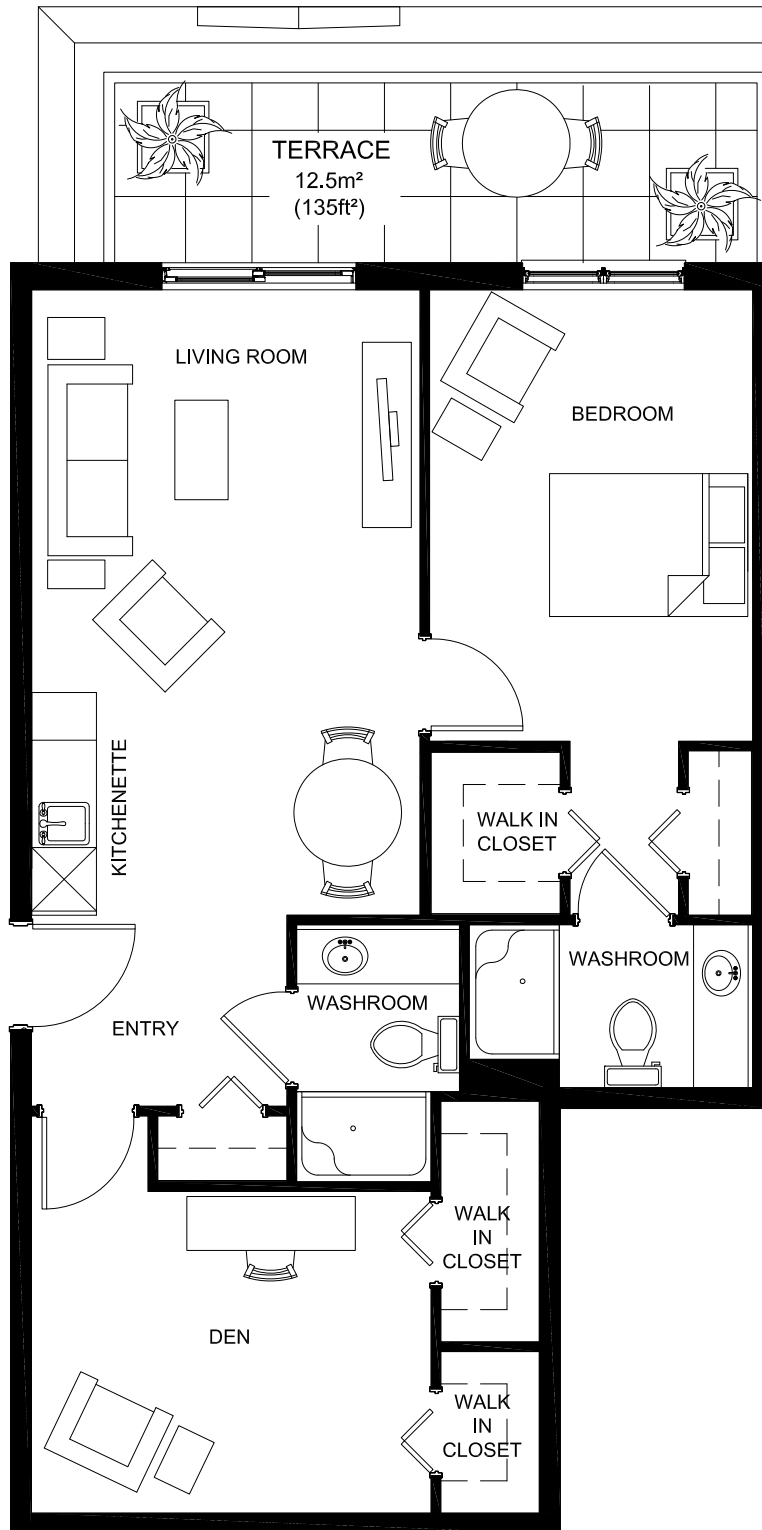 TERRACE
12.5m²
(135ft²)
LIVING ROOM
BEDROOM
KITCHENETTE
WALK IN
CLOSET
WASHROOM
WASHROOM
ENTRY
WALK
IN
CLOSET
DEN
WALK
IN
CLOSET